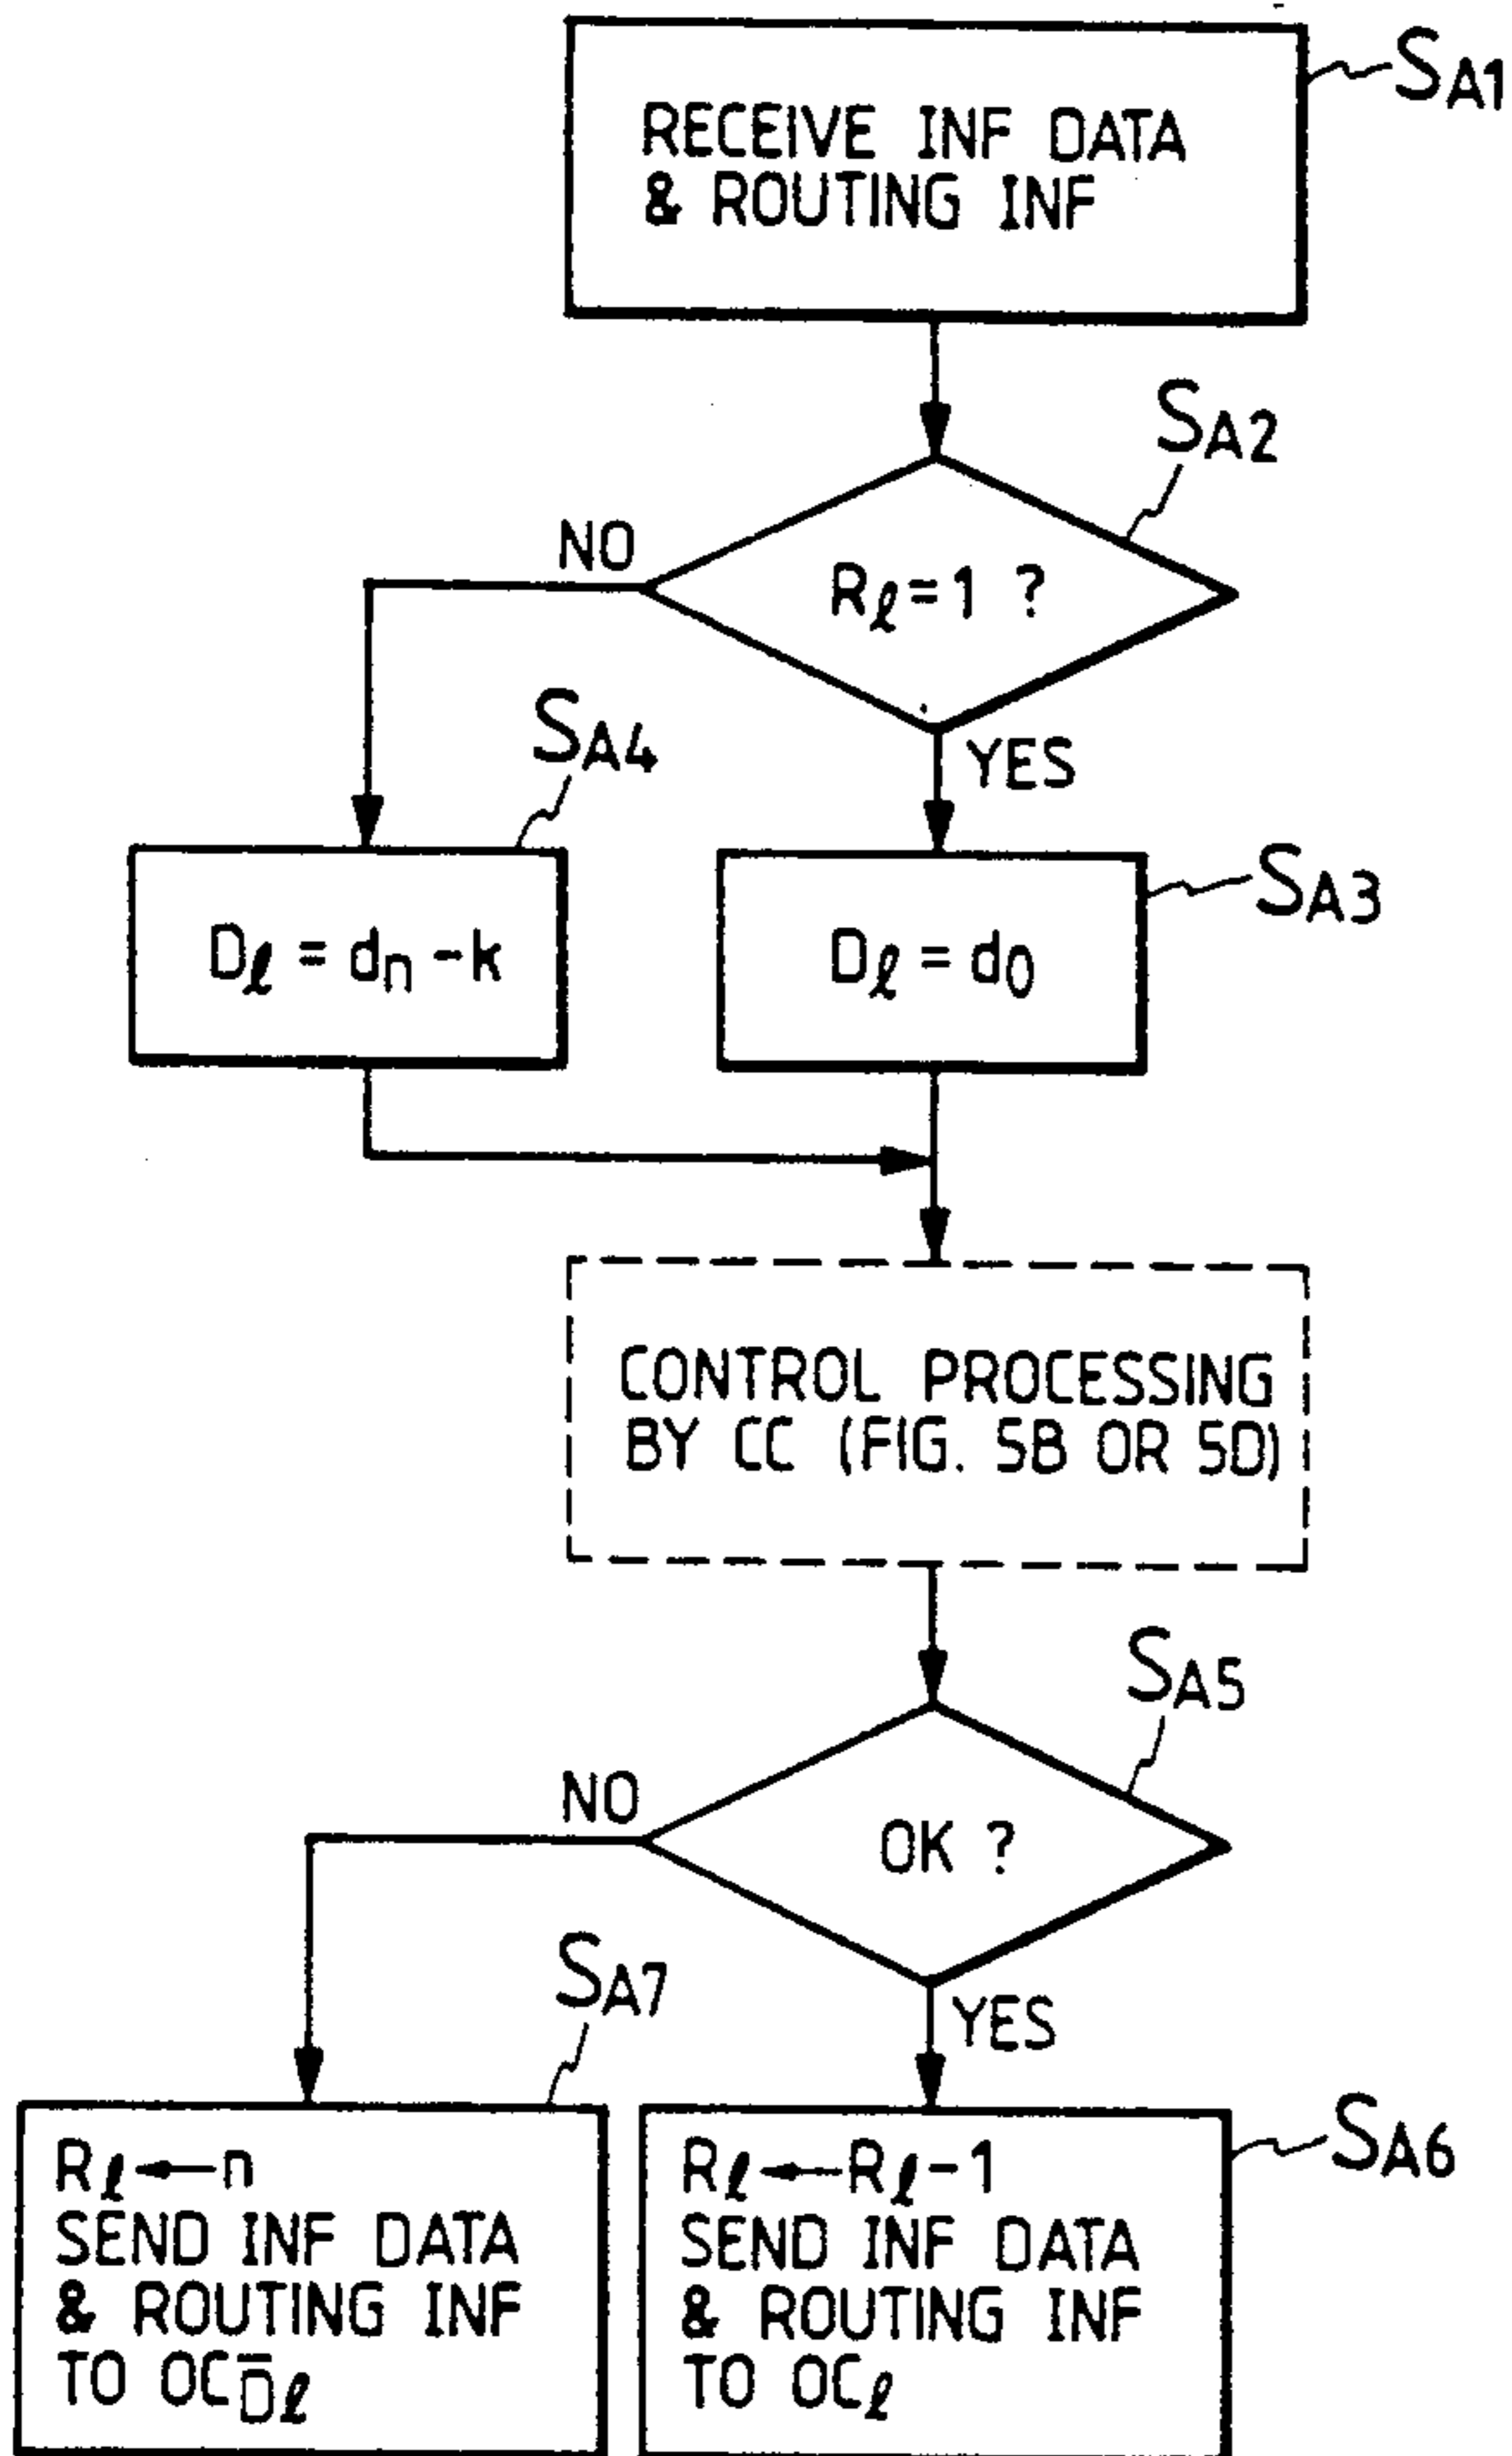 SA1
RECEIVE INF DATA
& ROUTING INF
SA2
NO
Rℓ=1 ?
YES
SA4
SA3
Dℓ = dn -k
Dℓ = d0
CONTROL PROCESSING
BY CC (FIG. 5B OR 5D)
SA5
NO
OK ?
YES
SA7
SA6
Rℓ←n
SEND INF DATA
& ROUTING INF
TO OCD̅ℓ
Rℓ←Rℓ-1
SEND INF DATA
& ROUTING INF
TO OCℓ